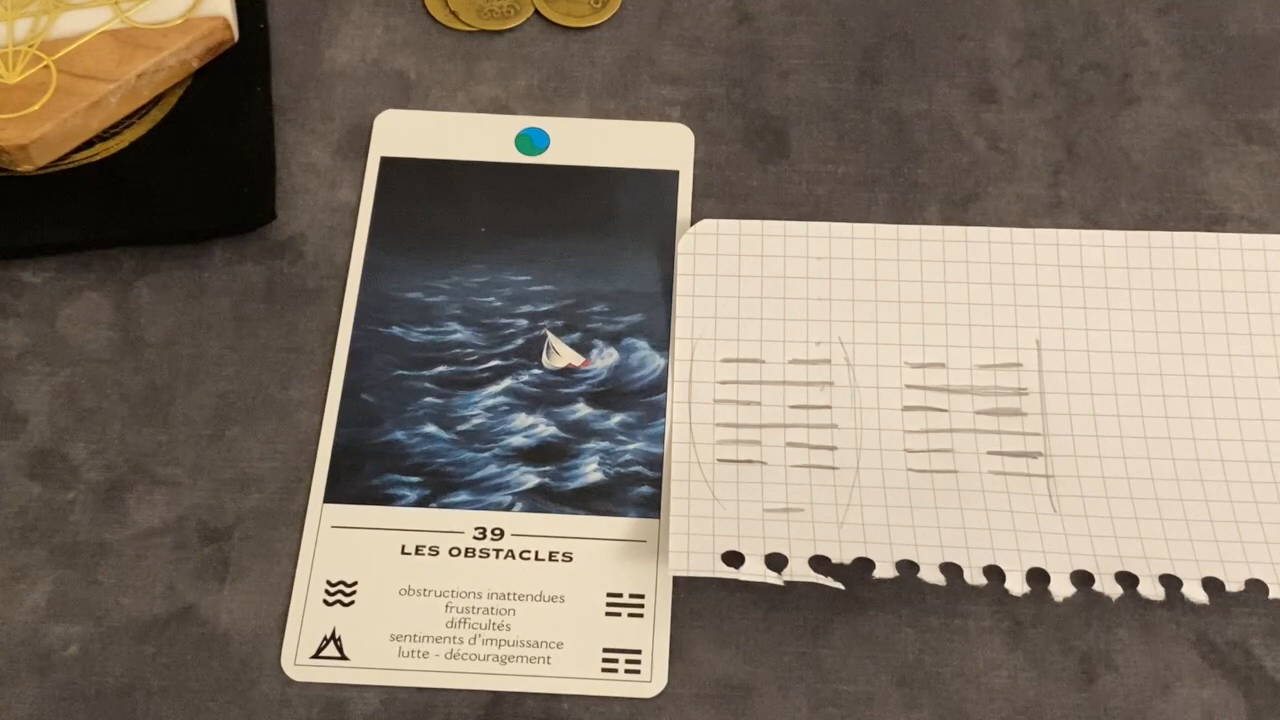 39
LES OBSTACLES
obstructions inattendues
frustration
difficultés
sentiments d'impuissance
lutte - découragement